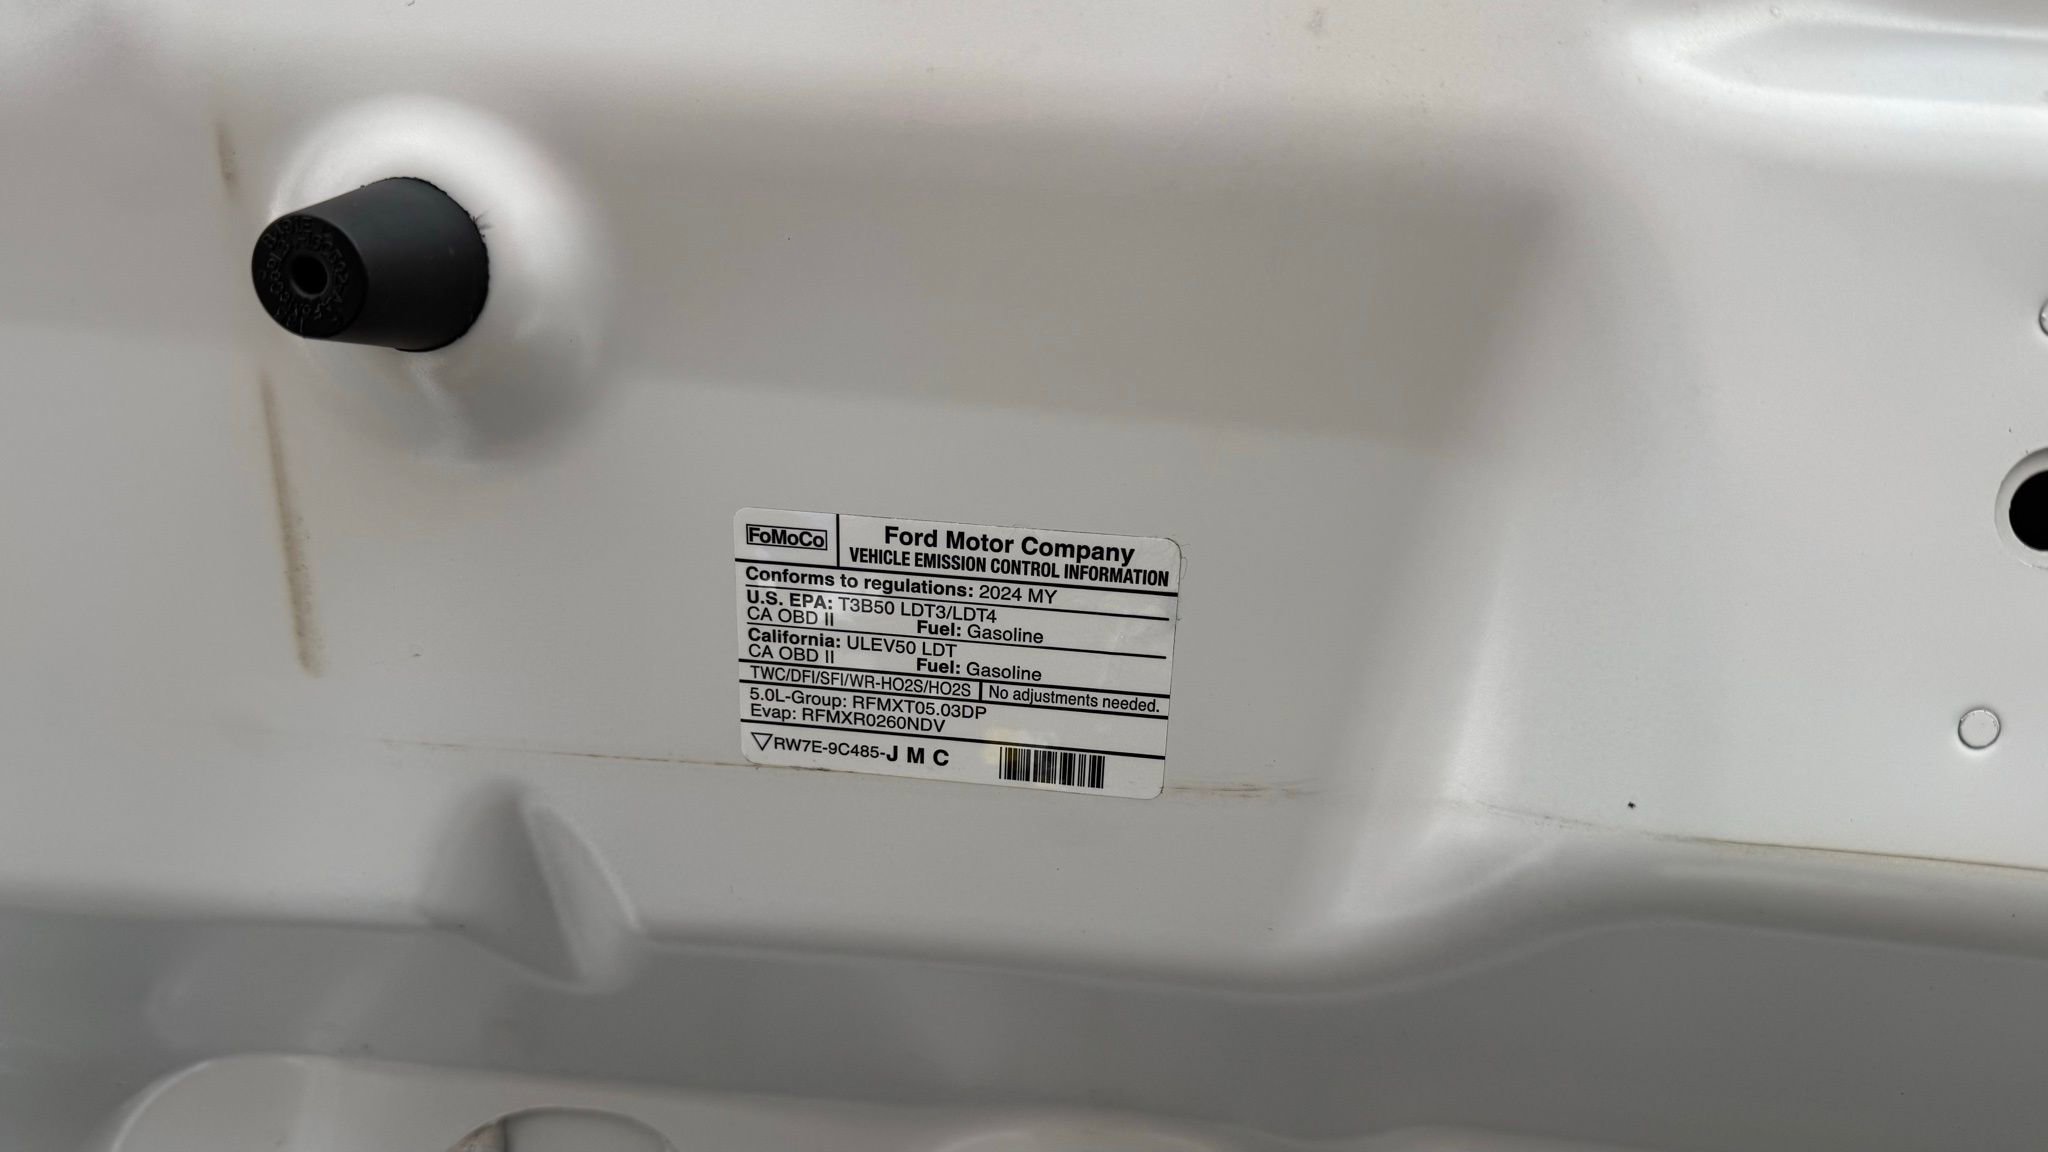 FoMoCo
Ford Motor Company
VEHICLE EMISSION CONTROL INFORMATION
Conforms to regulations: 2024 MY
U.S. EPA: T3B50 LDT3/LDT4
CA OBD II Fuel: Gasoline
California: ULEV50 LDT
CA OBD II Fuel: Gasoline
TWC/DFI/SFI/WR-HO2S/HO2S No adjustments needed.
5.0L-Group: RFMXT05.03DP
Evap: RFMXR0260NDV
RW7E-9C485-J M C